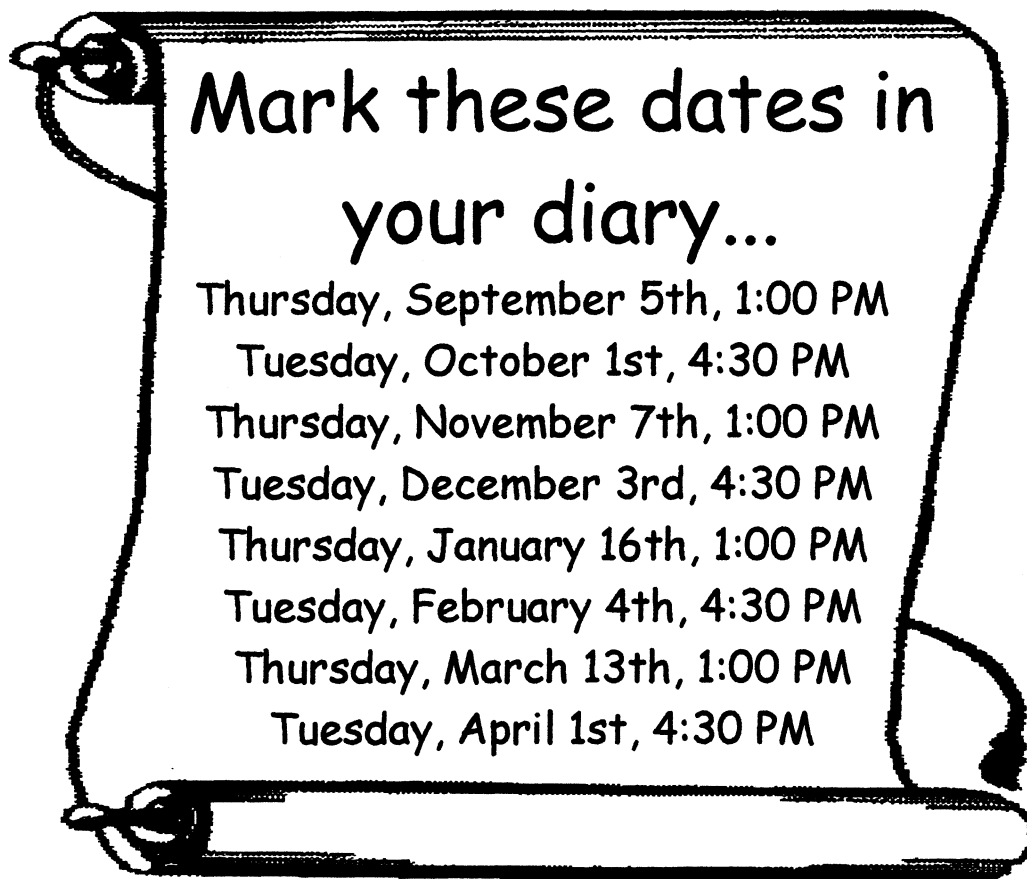 Mark these dates in
your diary...
Thursday, September 5th, 1:00 PM
Tuesday, October 1st, 4:30 PM
Thursday, November 7th, 1:00 PM
Tuesday, December 3rd, 4:30 PM
Thursday, January 16th, 1:00 PM
Tuesday, February 4th, 4:30 PM
Thursday, March 13th, 1:00 PM
Tuesday, April 1st, 4:30 PM